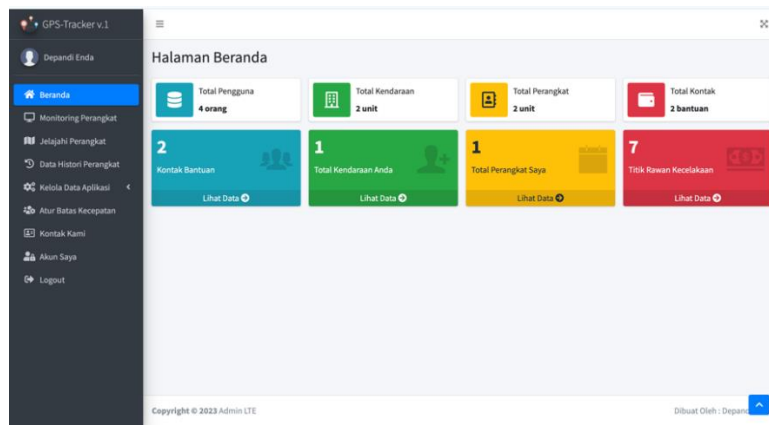 GPS-Tracker v.1
Depandi Enda
Beranda
Monitoring Perangkat
Jelajahi Perangkat
Data Histori Perangkat
Kelola Data Aplikasi
Atur Batas Kecepatan
Kontak Kami
Akun Saya
Logout
Halaman Beranda
Total Pengguna
4 orang
Total Kendaraan
2 unit
Total Perangkat
2 unit
Total Kontak
2 bantuan
2
Kontak Bantuan
Lihat Data
1
Total Kendaraan Anda
Lihat Data
1
Total Perangkat Saya
Lihat Data
7
Titik Rawan Kecelakaan
Lihat Data
Copyright © 2023 Admin LTE
Dibuat Oleh :